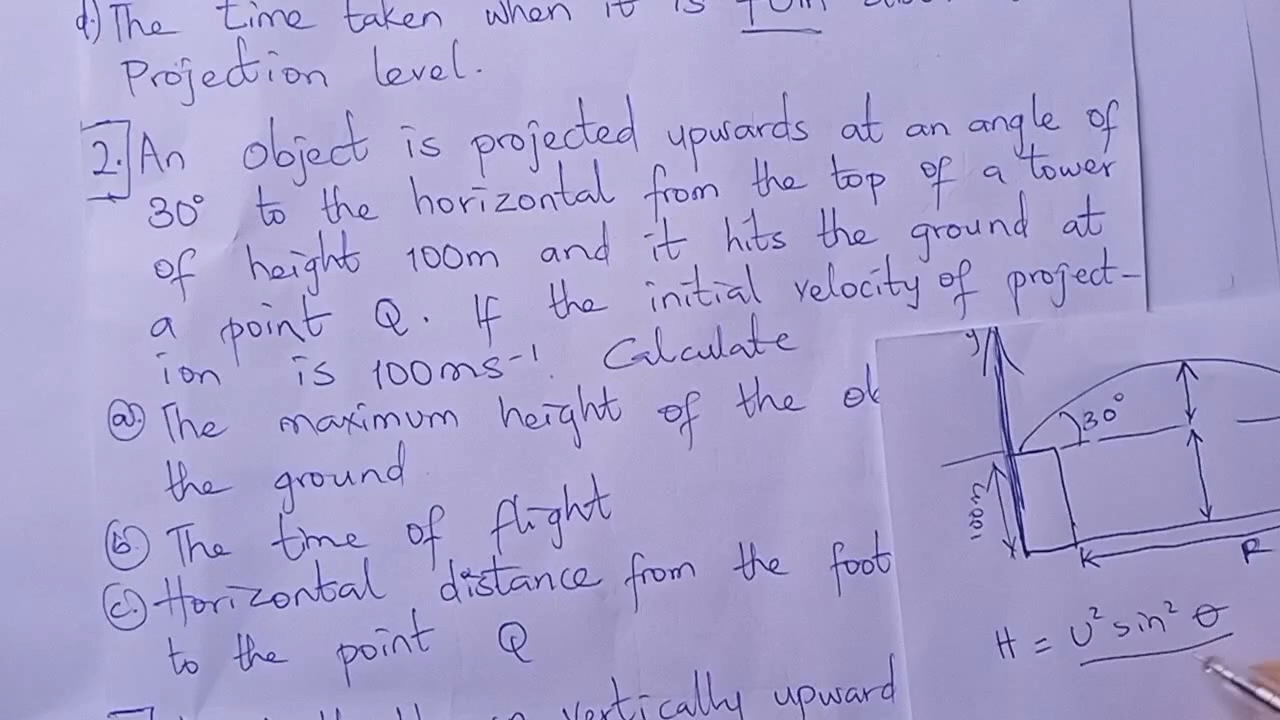 d) The time taken when it is
Projection level.
2. An object is projected upwards at an angle of
30° to the horizontal from the top of a tower
of height 100m and it hits the ground at
a point Q. If the initial velocity of project-
ion is 100ms⁻¹. Calculate
(a) The maximum height of the ob
the ground
(b) The time of flight
(c) Horizontal distance from the foot
to the point Q
vertically upward
y
30°
100m
R
H = U² sin² θ